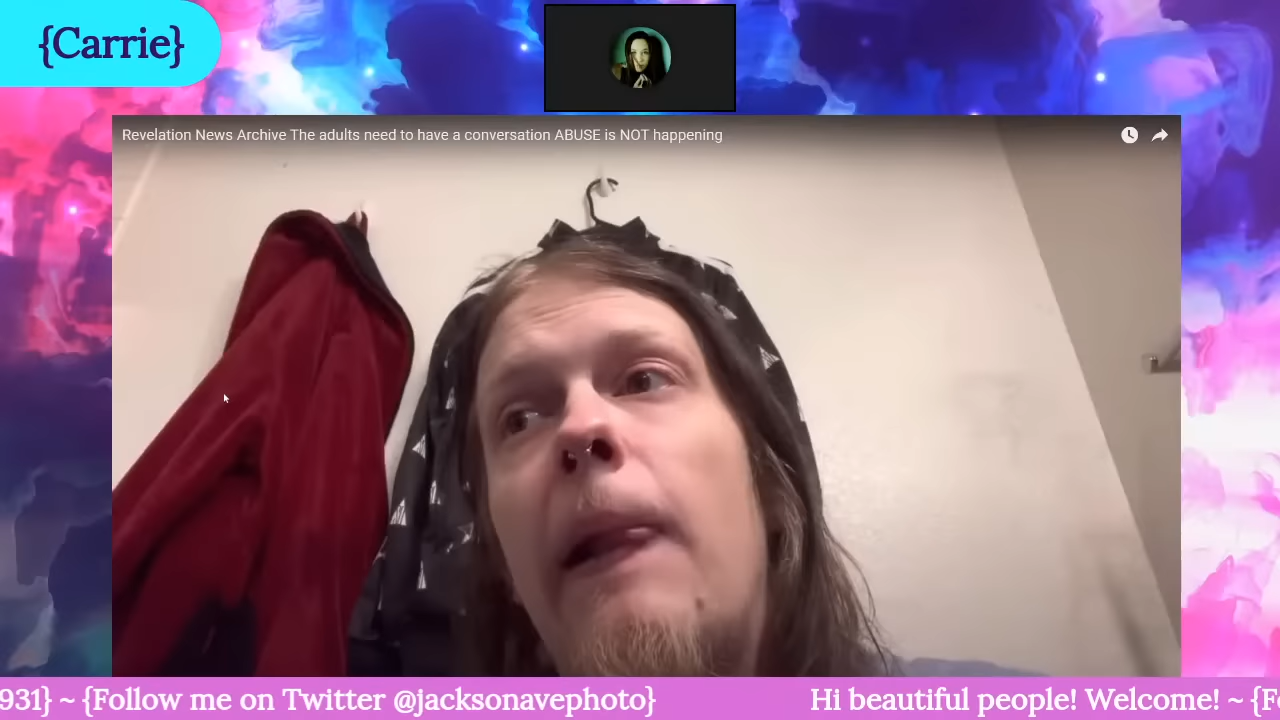 {Carrie}
Revelation News Archive The adults need to have a conversation ABUSE is NOT happening
931} ~ {Follow me on Twitter @jacksonavephoto} Hi beautiful people! Welcome! ~ {Fo